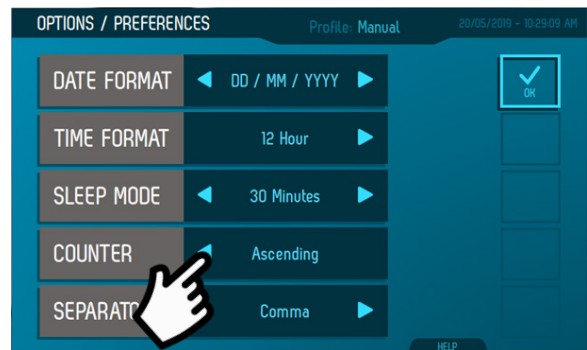 OPTIONS / PREFERENCES Profile: Manual 20/05/2019 - 10:29:09 AM
DATE FORMAT DD / MM / YYYY OK
TIME FORMAT 12 Hour
SLEEP MODE 30 Minutes
COUNTER Ascending
SEPARATO Comma
HELP